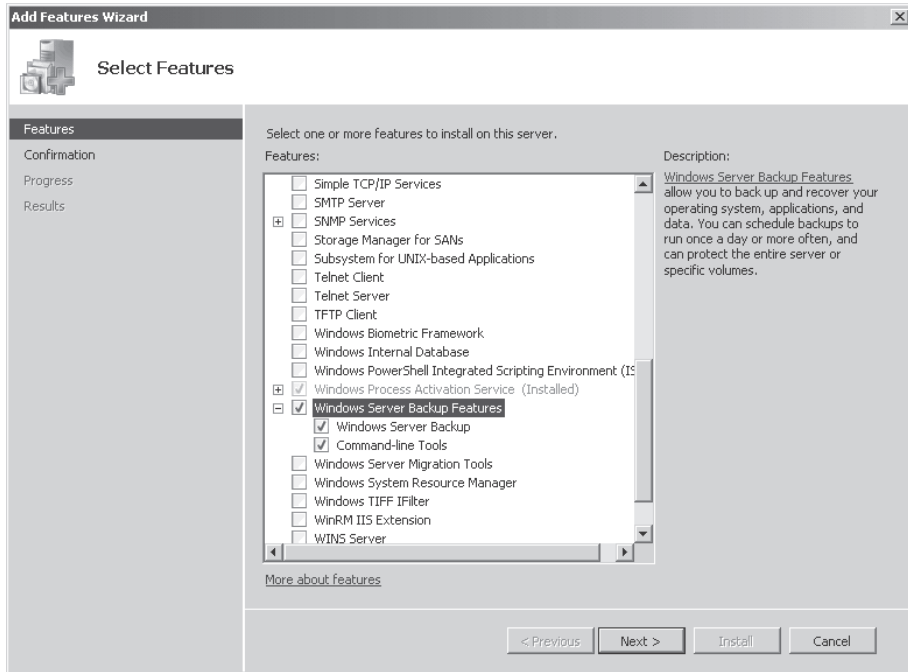 Add Features Wizard
Select Features
Features
Confirmation
Progress
Results
Select one or more features to install on this server.
Features:
Simple TCP/IP Services
SMTP Server
SNMP Services
Storage Manager for SANs
Subsystem for UNIX-based Applications
Telnet Client
Telnet Server
TFTP Client
Windows Biometric Framework
Windows Internal Database
Windows PowerShell Integrated Scripting Environment (IS
Windows Process Activation Service (Installed)
Windows Server Backup Features
Windows Server Backup
Command-line Tools
Windows Server Migration Tools
Windows System Resource Manager
Windows TIFF IFilter
WinRM IIS Extension
WINS Server
More about features
Description:
Windows Server Backup Features
allow you to back up and recover your
operating system, applications, and
data. You can schedule backups to
run once a day or more often, and
can protect the entire server or
specific volumes.
< Previous
Next >
Install
Cancel